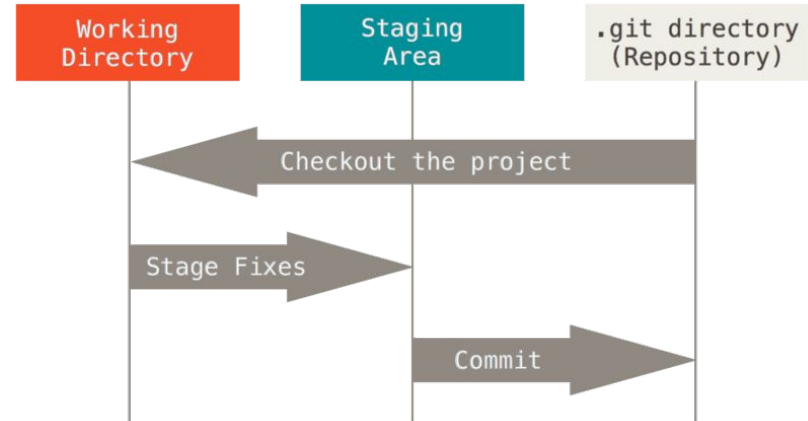 Working
Directory
Staging
Area
.git directory
(Repository)
Checkout the project
Stage Fixes
Commit